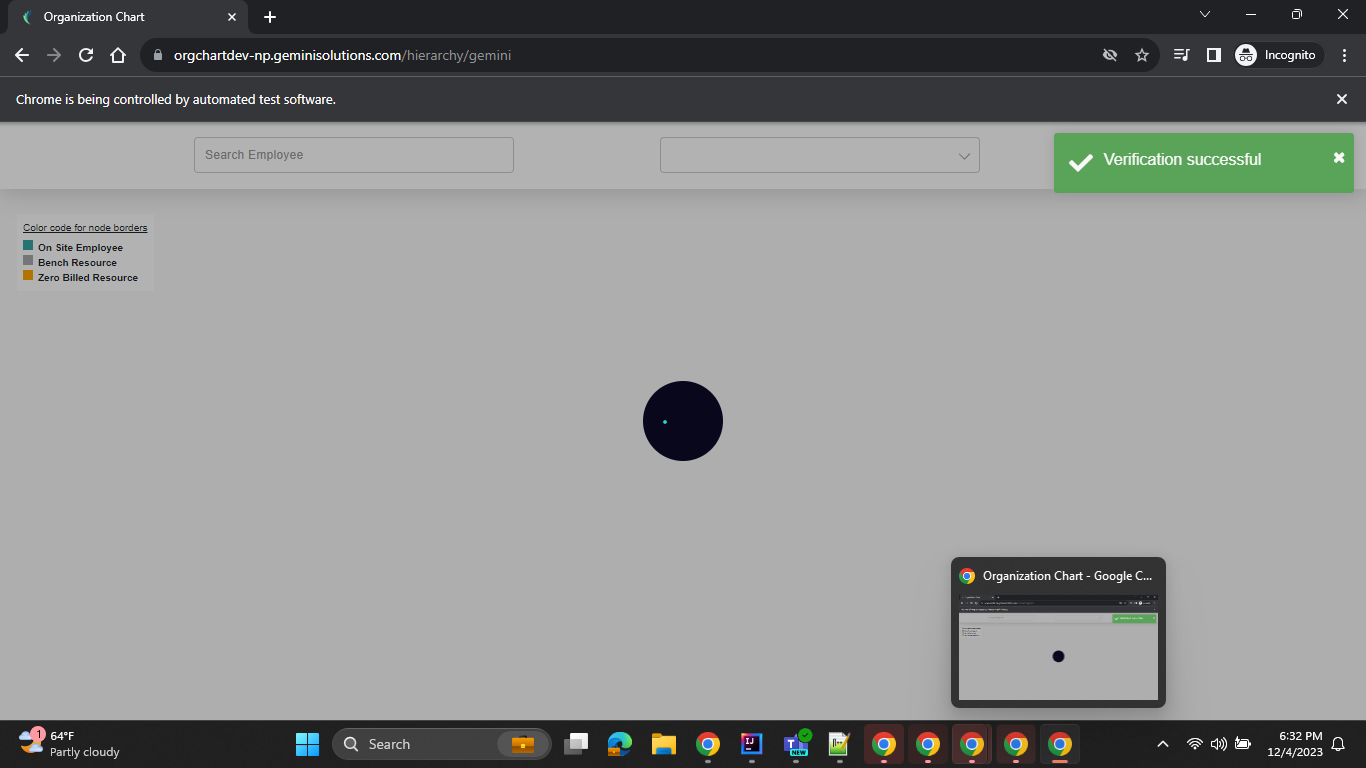 Organization Chart
orgchartdev-np.geminisolutions.com/hierarchy/gemini
Incognito
Chrome is being controlled by automated test software.
Search Employee
Verification successful
Color code for node borders
On Site Employee
Bench Resource
Zero Billed Resource
Organization Chart - Google C...
1
64°F
Partly cloudy
Search
IJ
T
NEW
6:32 PM
12/4/2023